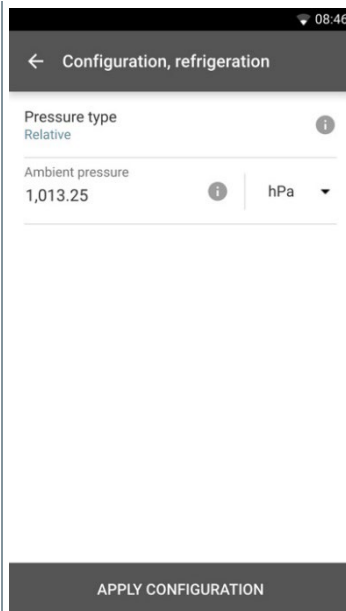 08:46
Configuration, refrigeration
Pressure type
Relative
Ambient pressure
1,013.25
hPa
APPLY CONFIGURATION